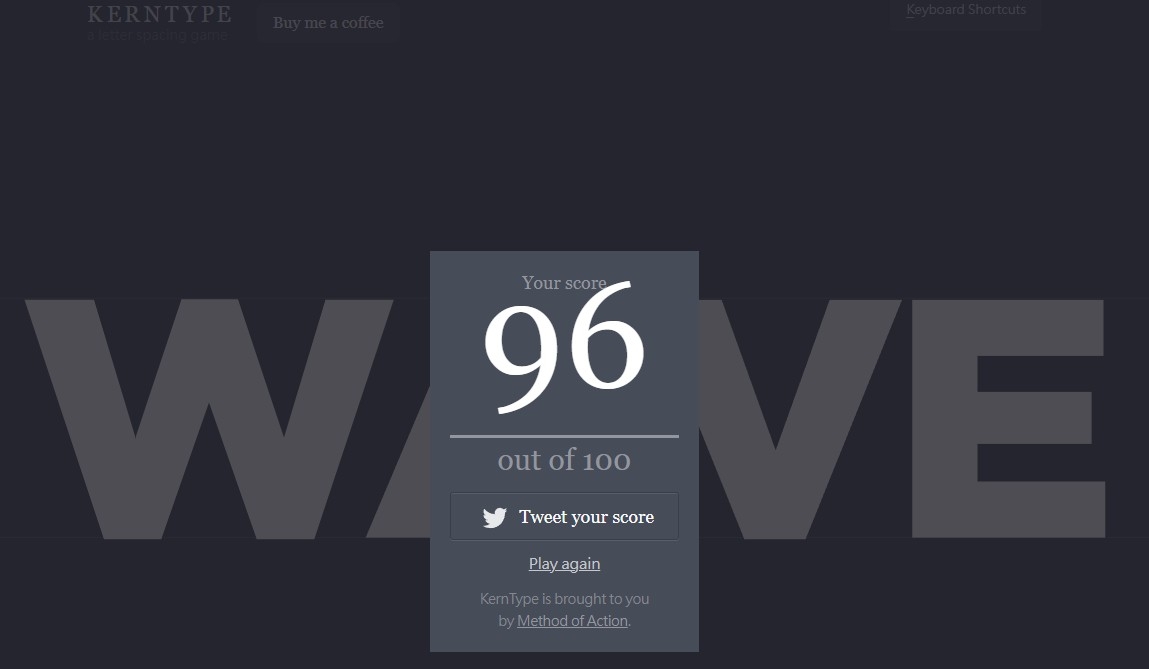 KERNTYPE
a letter spacing game
Buy me a coffee
Keyboard Shortcuts
Your score
96
out of 100
Tweet your score
Play again
KernType is brought to you
by Method of Action.